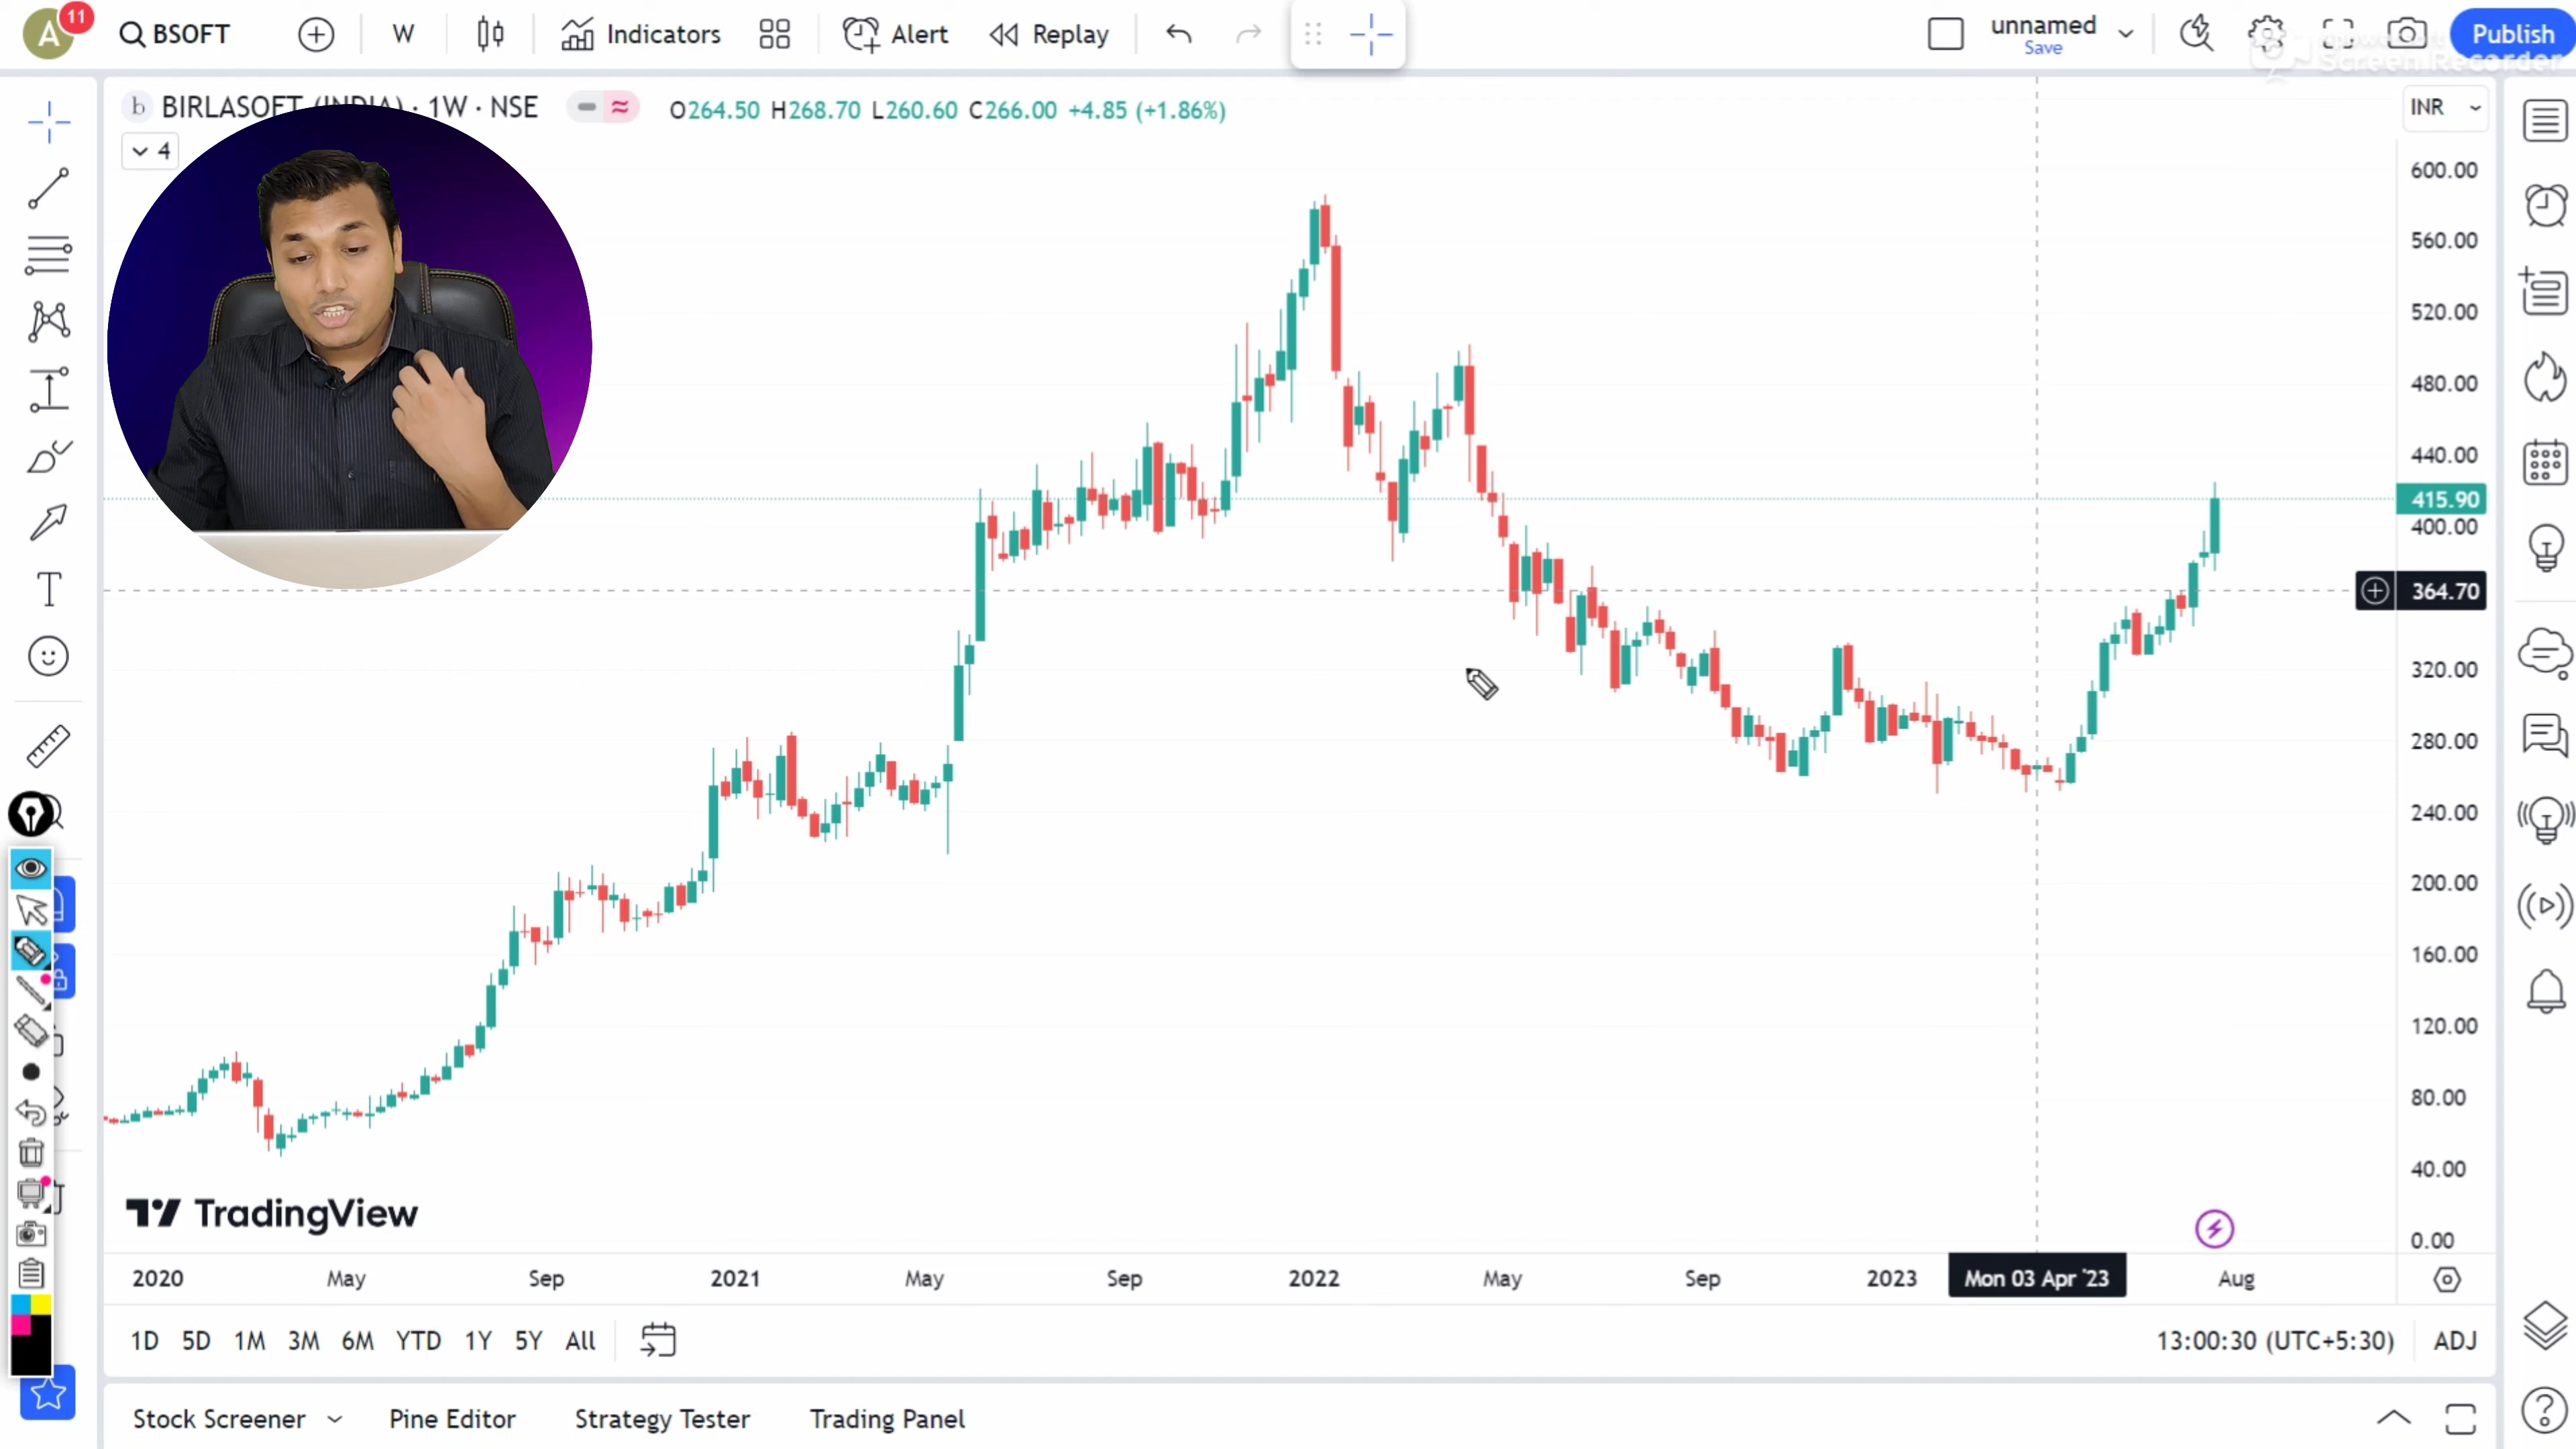 A 11 BSOFT W Indicators Alert Replay unnamed Save Publish
Screen Recorder
b BIRLASOFT (INDIA) · 1W · NSE O264.50 H268.70 L260.60 C266.00 +4.85 (+1.86%) INR
4
600.00
560.00
520.00
480.00
440.00
415.90
400.00
364.70
320.00
280.00
240.00
200.00
160.00
120.00
80.00
40.00
0.00
TradingView
2020 May Sep 2021 May Sep 2022 May Sep 2023 Mon 03 Apr '23 Aug
1D 5D 1M 3M 6M YTD 1Y 5Y All 13:00:30 (UTC+5:30) ADJ
Stock Screener Pine Editor Strategy Tester Trading Panel